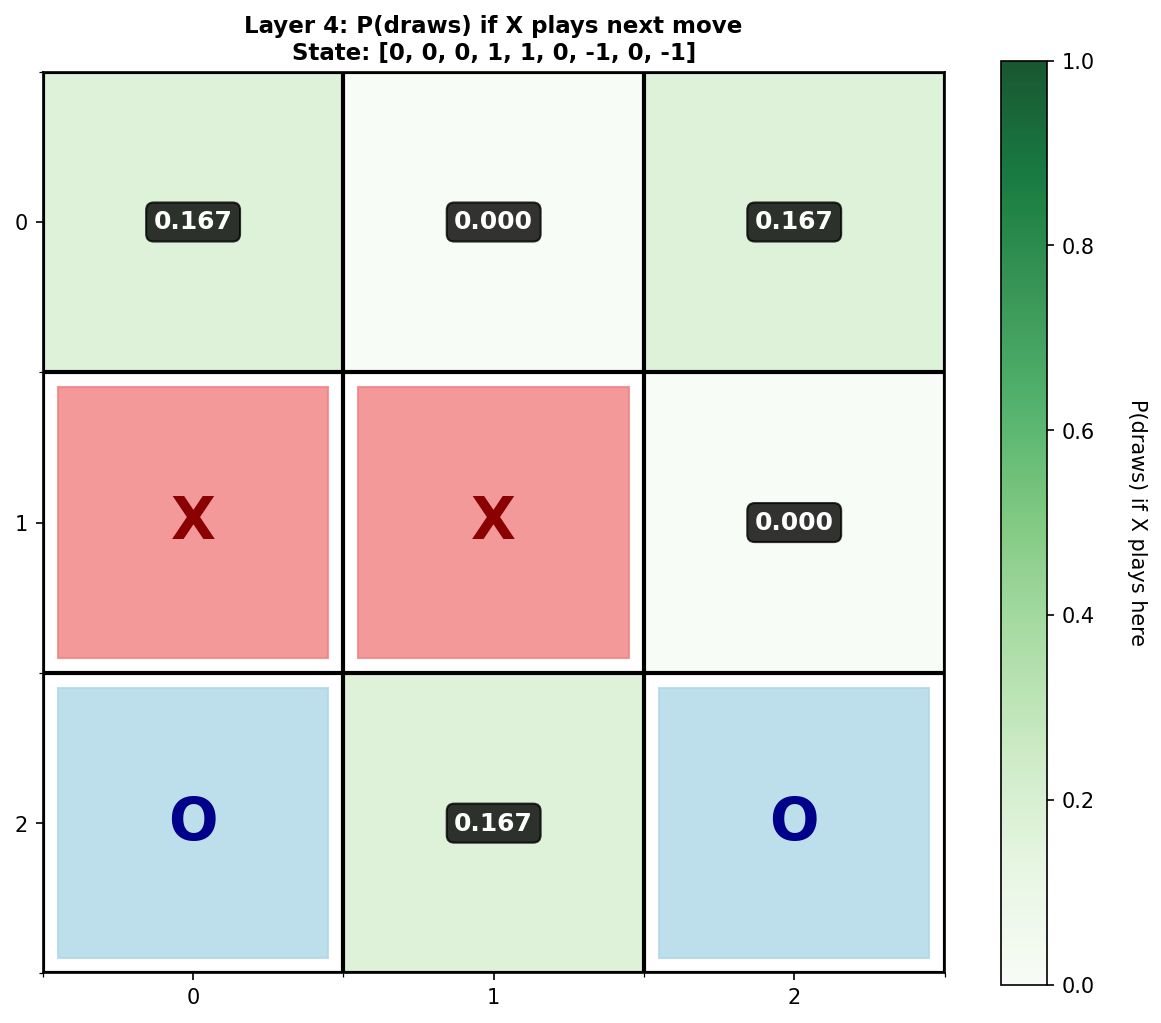 Layer 4: P(draws) if X plays next move
State: [0, 0, 0, 1, 1, 0, -1, 0, -1]
0
0.167
0.000
0.167
1
X
X
0.000
2
O
0.167
O
0
1
2
1.0
0.8
0.6
0.4
0.2
0.0
P(draws) if X plays here